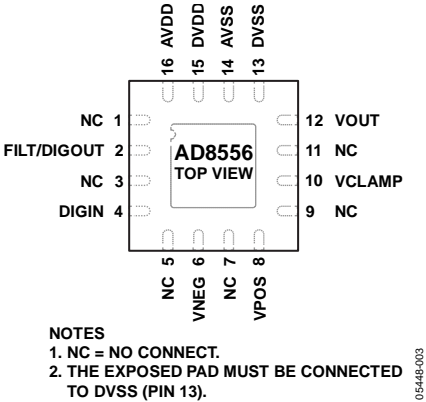 16 AVDD
15 DVDD
14 AVSS
13 DVSS
NC 1
FILT/DIGOUT 2
NC 3
DIGIN 4
AD8556
TOP VIEW
12 VOUT
11 NC
10 VCLAMP
9 NC
NC 5
VNEG 6
NC 7
VPOS 8
NOTES
1. NC = NO CONNECT.
2. THE EXPOSED PAD MUST BE CONNECTED
TO DVSS (PIN 13).
05448-003